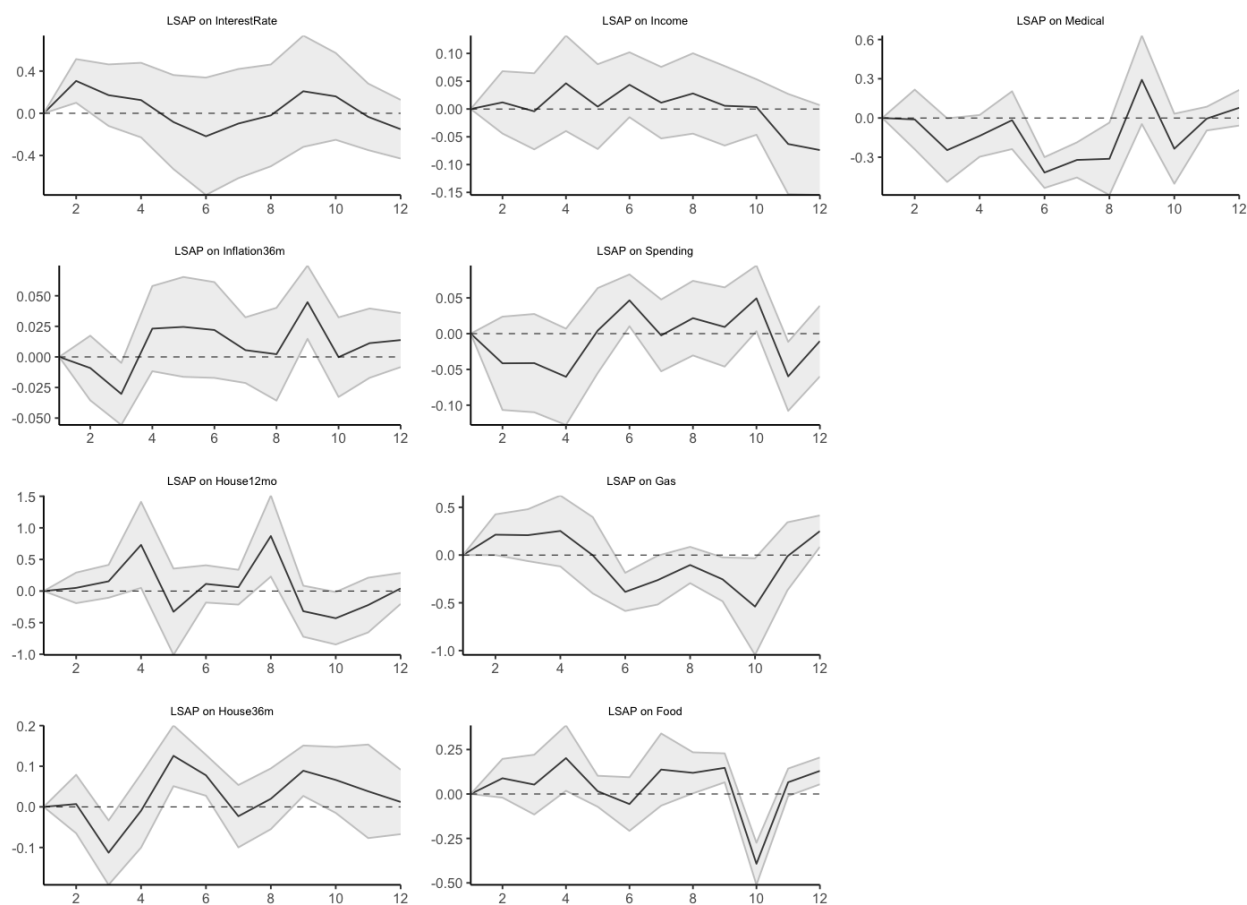 LSAP on InterestRate
0.4
0.0
-0.4
2 4 6 8 10 12
LSAP on Income
0.10
0.05
0.00
-0.05
-0.10
-0.15
2 4 6 8 10 12
LSAP on Medical
0.6
0.3
0.0
-0.3
2 4 6 8 10 12
LSAP on Inflation36m
0.050
0.025
0.000
-0.025
-0.050
2 4 6 8 10 12
LSAP on Spending
0.05
0.00
-0.05
-0.10
2 4 6 8 10 12
LSAP on House12mo
1.5
1.0
0.5
0.0
-0.5
-1.0
2 4 6 8 10 12
LSAP on Gas
0.5
0.0
-0.5
-1.0
2 4 6 8 10 12
LSAP on House36m
0.2
0.1
0.0
-0.1
2 4 6 8 10 12
LSAP on Food
0.25
0.00
-0.25
-0.50
2 4 6 8 10 12